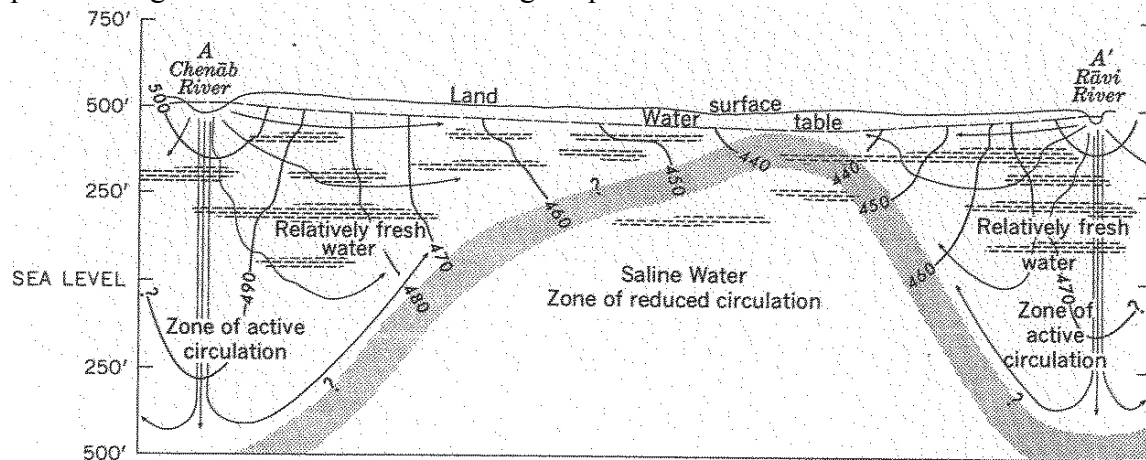 750'
A
Chenāb
River
A'
Rāvi
River
500'
500
Land
surface
Water
table
440
440
450
450
250'
?
460
Relatively fresh
water
Relatively fresh
water
470
460
SEA LEVEL
?
490
480
Saline Water
Zone of reduced circulation
470
?
Zone of active
circulation
Zone of
active
circulation
250'
?
?
500'